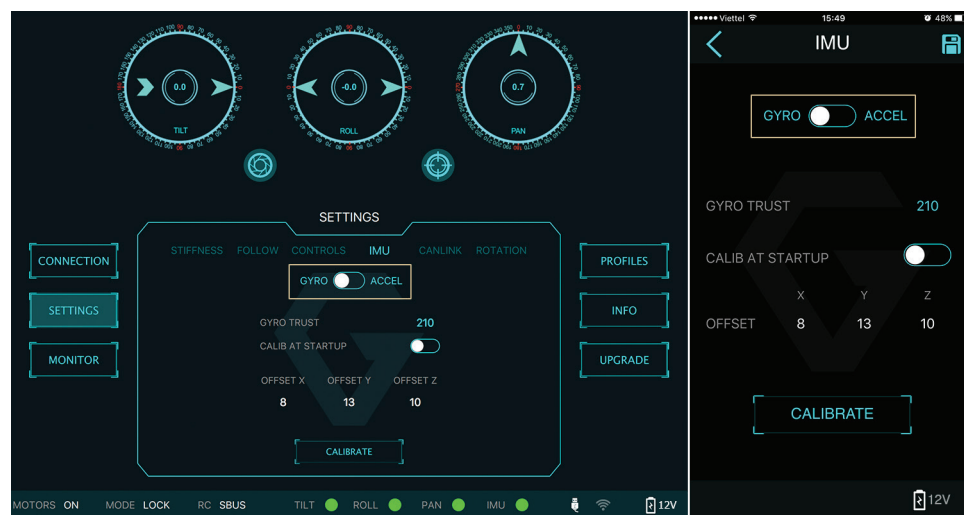 0.0
TILT
-0.0
ROLL
0.7
PAN
SETTINGS
STIFFNESS FOLLOW CONTROLS IMU CANLINK ROTATION
GYRO ACCEL
GYRO TRUST 210
CALIB AT STARTUP
OFFSET X OFFSET Y OFFSET Z
8 13 10
CALIBRATE
CONNECTION
SETTINGS
MONITOR
PROFILES
INFO
UPGRADE
MOTORS ON MODE LOCK RC SBUS TILT ROLL PAN IMU 12V
Viettel 15:49 48%
IMU
GYRO ACCEL
GYRO TRUST 210
CALIB AT STARTUP
X Y Z
OFFSET 8 13 10
CALIBRATE
12V